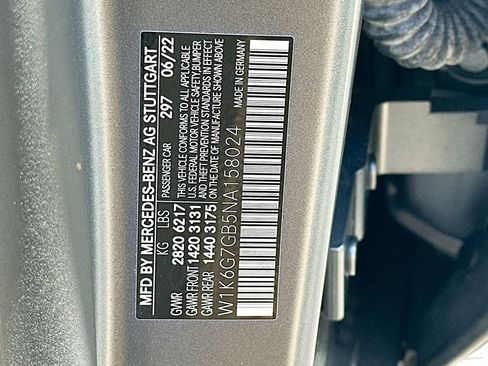 MFD BY MERCEDES-BENZ AG STUTTGART
PASSENGER CAR 297 06/22
KG LBS
GVWR 2820 6217
GAWR FRONT 1420 3131
GAWR REAR 1440 3175
THIS VEHICLE CONFORMS TO ALL APPLICABLE
U.S. FEDERAL MOTOR VEHICLE SAFETY, BUMPER
AND THEFT PREVENTION STANDARDS IN EFFECT
ON THE DATE OF MANUFACTURE SHOWN ABOVE
MADE IN GERMANY
W1K6G7GB5NA158024